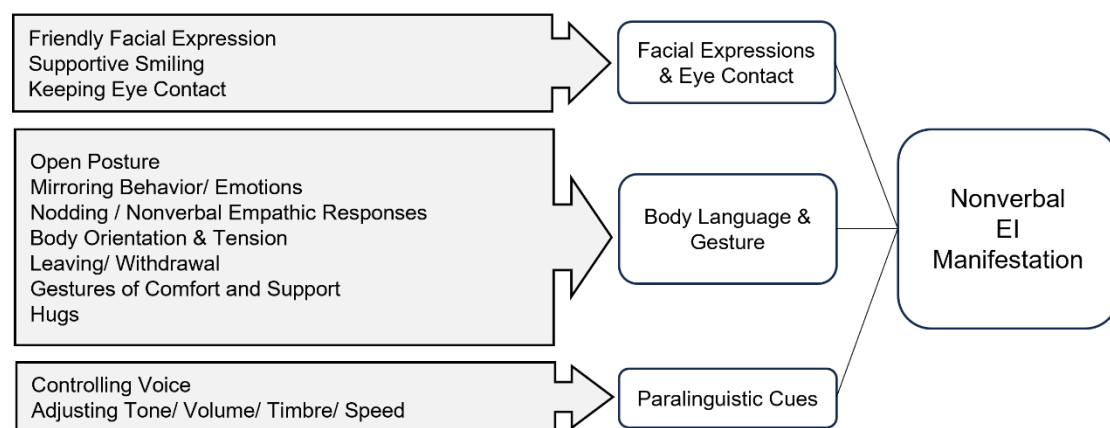 Friendly Facial Expression
Supportive Smiling
Keeping Eye Contact
Facial Expressions
& Eye Contact
Open Posture
Mirroring Behavior/ Emotions
Nodding / Nonverbal Empathic Responses
Body Orientation & Tension
Leaving/ Withdrawal
Gestures of Comfort and Support
Hugs
Body Language &
Gesture
Nonverbal
EI
Manifestation
Controlling Voice
Adjusting Tone/ Volume/ Timbre/ Speed
Paralinguistic Cues